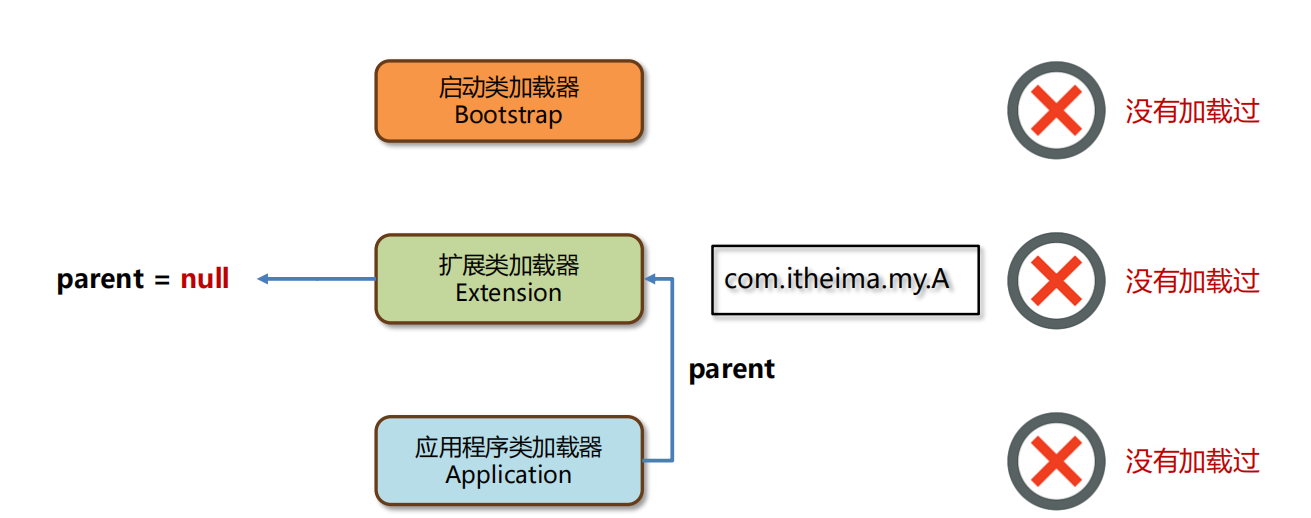 启动类加载器
Bootstrap
没有加载过
parent = null
扩展类加载器
Extension
com.itheima.my.A
没有加载过
parent
应用程序类加载器
Application
没有加载过